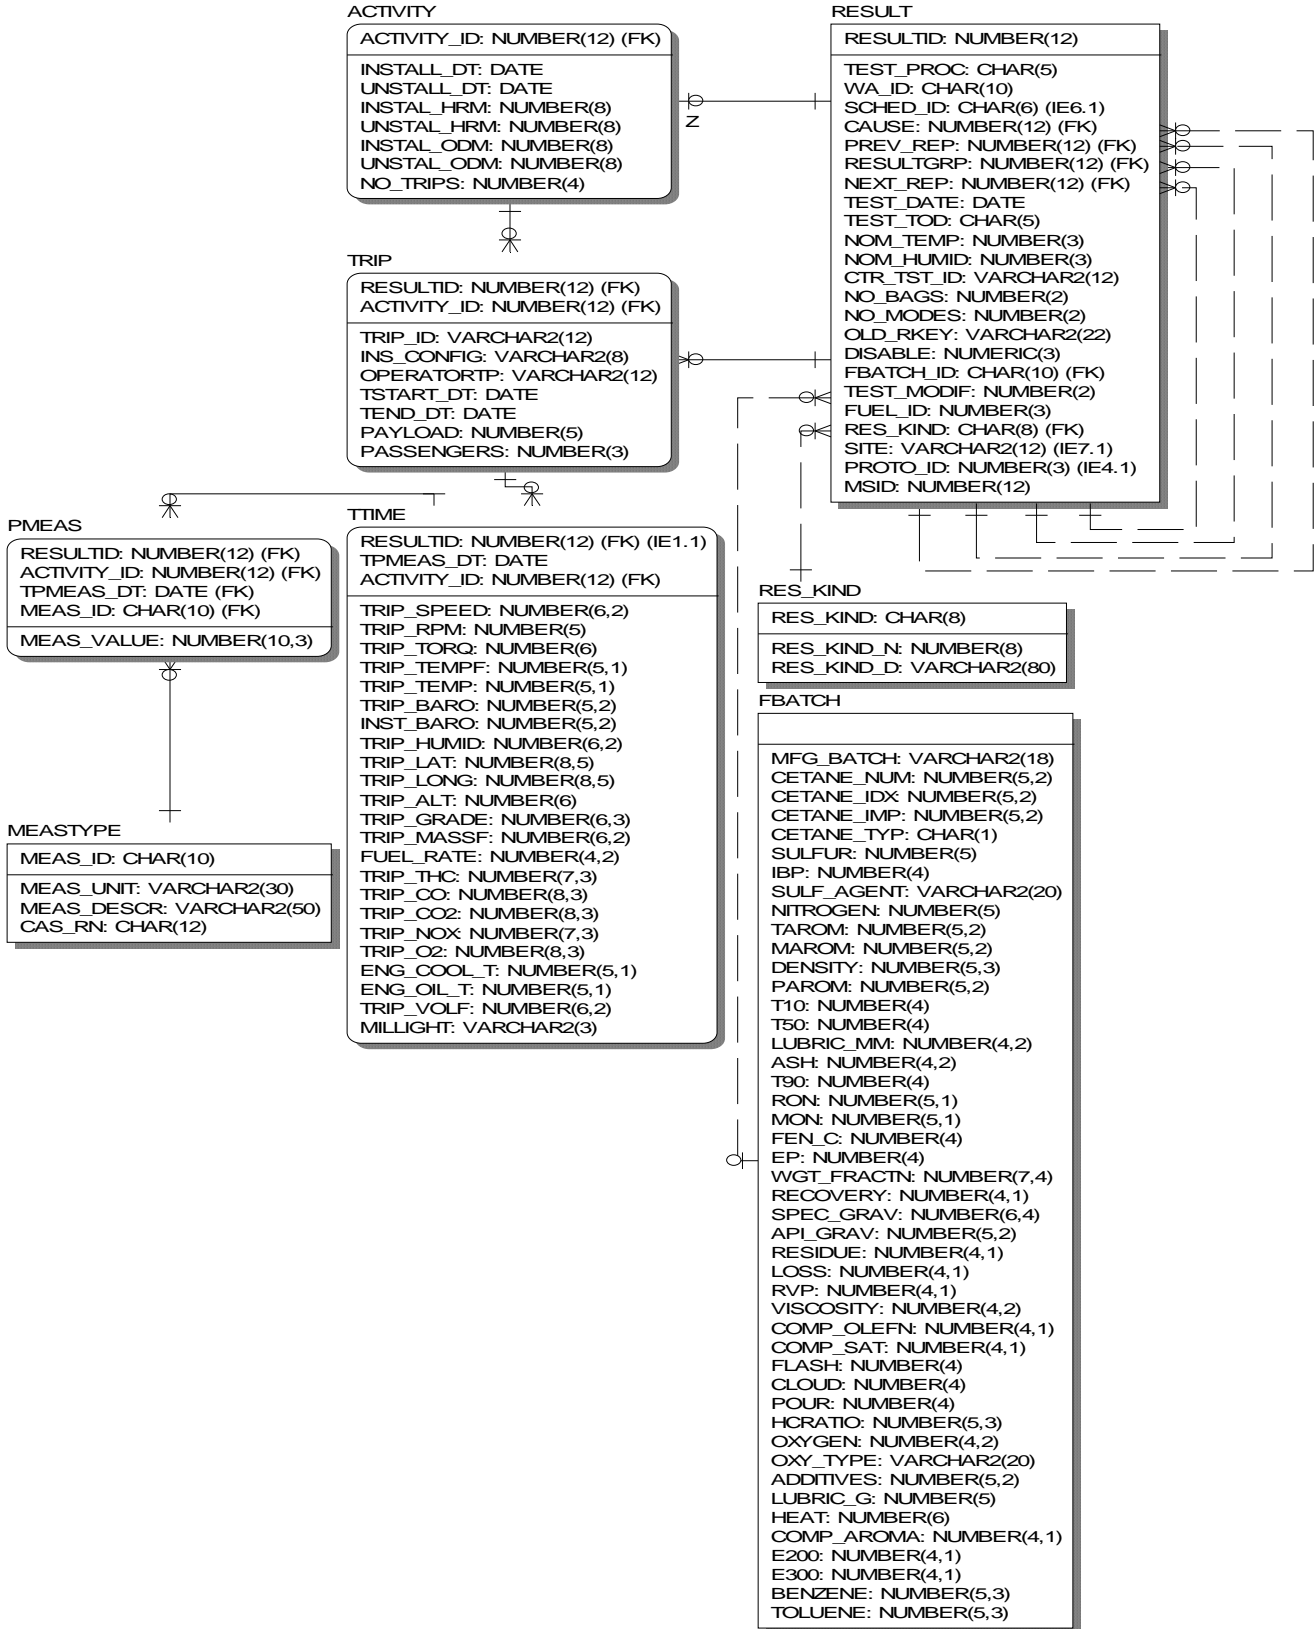 ACTIVITY
ACTIVITY_ID: NUMBER(12) (FK)
INSTALL_DT: DATE
UNSTALL_DT: DATE
INSTAL_HRM: NUMBER(8)
UNSTAL_HRM: NUMBER(8)
INSTAL_ODM: NUMBER(8)
UNSTAL_ODM: NUMBER(8)
NO_TRIPS: NUMBER(4)
Z
RESULT
RESULTID: NUMBER(12)
TEST_PROC: CHAR(5)
WA_ID: CHAR(10)
SCHED_ID: CHAR(6) (IE6.1)
CAUSE: NUMBER(12) (FK)
PREV_REP: NUMBER(12) (FK)
RESULTGRP: NUMBER(12) (FK)
NEXT_REP: NUMBER(12) (FK)
TEST_DATE: DATE
TEST_TOD: CHAR(5)
NOM_TEMP: NUMBER(3)
NOM_HUMID: NUMBER(3)
CTR_TST_ID: VARCHAR2(12)
NO_BAGS: NUMBER(2)
NO_MODES: NUMBER(2)
OLD_RKEY: VARCHAR2(22)
DISABLE: NUMERIC(3)
FBATCH_ID: CHAR(10) (FK)
TEST_MODIF: NUMBER(2)
FUEL_ID: NUMBER(3)
RES_KIND: CHAR(8) (FK)
SITE: VARCHAR2(12) (IE7.1)
PROTO_ID: NUMBER(3) (IE4.1)
MSID: NUMBER(12)
TRIP
RESULTID: NUMBER(12) (FK)
ACTIVITY_ID: NUMBER(12) (FK)
TRIP_ID: VARCHAR2(12)
INS_CONFIG: VARCHAR2(8)
OPERATORTP: VARCHAR2(12)
TSTART_DT: DATE
TEND_DT: DATE
PAYLOAD: NUMBER(5)
PASSENGERS: NUMBER(3)
PMEAS
RESULTID: NUMBER(12) (FK)
ACTIVITY_ID: NUMBER(12) (FK)
TPMEAS_DT: DATE (FK)
MEAS_ID: CHAR(10) (FK)
MEAS_VALUE: NUMBER(10,3)
TTIME
RESULTID: NUMBER(12) (FK) (IE1.1)
TPMEAS_DT: DATE
ACTIVITY_ID: NUMBER(12) (FK)
TRIP_SPEED: NUMBER(6,2)
TRIP_RPM: NUMBER(5)
TRIP_TORQ: NUMBER(6)
TRIP_TEMPF: NUMBER(5,1)
TRIP_TEMP: NUMBER(5,1)
TRIP_BARO: NUMBER(5,2)
INST_BARO: NUMBER(5,2)
TRIP_HUMID: NUMBER(6,2)
TRIP_LAT: NUMBER(8,5)
TRIP_LONG: NUMBER(8,5)
TRIP_ALT: NUMBER(6)
TRIP_GRADE: NUMBER(6,3)
TRIP_MASSF: NUMBER(6,2)
FUEL_RATE: NUMBER(4,2)
TRIP_THC: NUMBER(7,3)
TRIP_CO: NUMBER(8,3)
TRIP_CO2: NUMBER(8,3)
TRIP_NOX: NUMBER(7,3)
TRIP_O2: NUMBER(8,3)
ENG_COOL_T: NUMBER(5,1)
ENG_OIL_T: NUMBER(5,1)
TRIP_VOLF: NUMBER(6,2)
MILLIGHT: VARCHAR2(3)
MEASTYPE
MEAS_ID: CHAR(10)
MEAS_UNIT: VARCHAR2(30)
MEAS_DESCR: VARCHAR2(50)
CAS_RN: CHAR(12)
RES_KIND
RES_KIND: CHAR(8)
RES_KIND_N: NUMBER(8)
RES_KIND_D: VARCHAR2(80)
FBATCH
MFG_BATCH: VARCHAR2(18)
CETANE_NUM: NUMBER(5,2)
CETANE_IDX: NUMBER(5,2)
CETANE_IMP: NUMBER(5,2)
CETANE_TYP: CHAR(1)
SULFUR: NUMBER(5)
IBP: NUMBER(4)
SULF_AGENT: VARCHAR2(20)
NITROGEN: NUMBER(5)
TAROM: NUMBER(5,2)
MAROM: NUMBER(5,2)
DENSITY: NUMBER(5,3)
PAROM: NUMBER(5,2)
T10: NUMBER(4)
T50: NUMBER(4)
LUBRIC_MM: NUMBER(4,2)
ASH: NUMBER(4,2)
T90: NUMBER(4)
RON: NUMBER(5,1)
MON: NUMBER(5,1)
FEN_C: NUMBER(4)
EP: NUMBER(4)
WGT_FRACTN: NUMBER(7,4)
RECOVERY: NUMBER(4,1)
SPEC_GRAV: NUMBER(6,4)
API_GRAV: NUMBER(5,2)
RESIDUE: NUMBER(4,1)
LOSS: NUMBER(4,1)
RVP: NUMBER(4,1)
VISCOSITY: NUMBER(4,2)
COMP_OLEFN: NUMBER(4,1)
COMP_SAT: NUMBER(4,1)
FLASH: NUMBER(4)
CLOUD: NUMBER(4)
POUR: NUMBER(4)
HCRATIO: NUMBER(5,3)
OXYGEN: NUMBER(4,2)
OXY_TYPE: VARCHAR2(20)
ADDITIVES: NUMBER(5,2)
LUBRIC_G: NUMBER(5)
HEAT: NUMBER(6)
COMP_AROMA: NUMBER(4,1)
E200: NUMBER(4,1)
E300: NUMBER(4,1)
BENZENE: NUMBER(5,3)
TOLUENE: NUMBER(5,3)